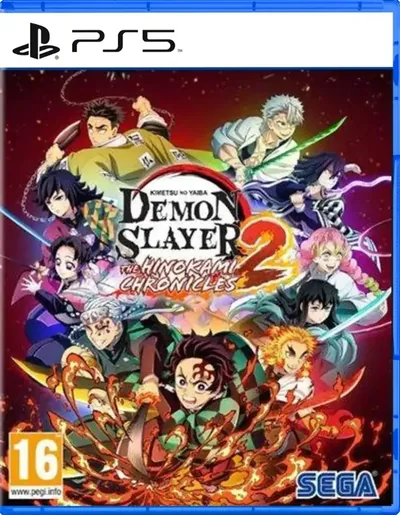 PS5
KIMETSU NO YAIBA
DEMON
SLAYER
THE HINOKAMI
CHRONICLES 2
16
www.pegi.info
SEGA